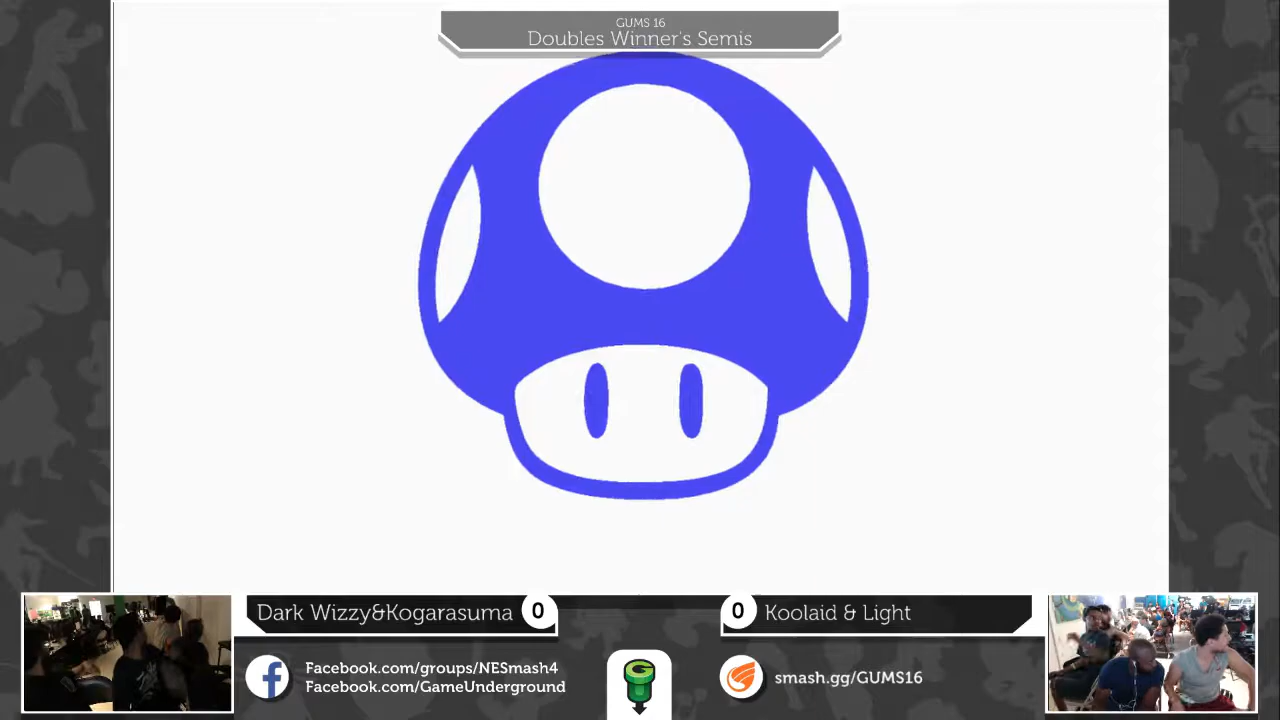 GUMS 16
Doubles Winner's Semis
Dark Wizzy&Kogarasuma 0
0 Koolaid & Light
Facebook.com/groups/NESmash4
Facebook.com/GameUnderground
G
smash.gg/GUMS16